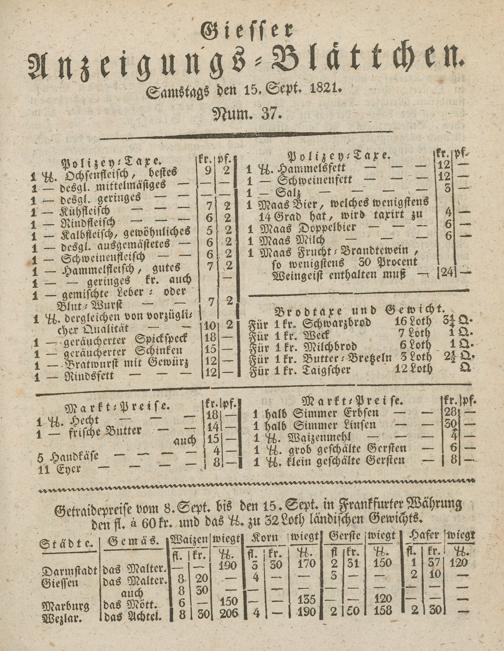 Giesser
Anzeigungs-Blättchen.
Samstags den 15. Sept. 1821.
Num. 37.
Polizey-Taxe. kr. pf.
1 ℔. Ochsenfleisch, bestes 9 2
1 — desgl. mittelmäsiges — — —
1 — desgl. geringes — — — —
1 — Kühfleisch — — — 7 2
1 — Rindfleisch — — — 6 2
1 — Kalbfleisch, gewöhnliches 5 2
1 — desgl. ausgemästetes — 6 2
1 — Schweinenfleisch — — 6 2
1 — Hammelfleisch, gutes 7 2
1 — — geringes kr. auch — —
1 — gemischte Leber- oder
Blut-Wurst — — — 7 2
1 ℔. dergleichen von vorzügli-
cher Qualität — — — 10 2
1 — geräucherter Spickspeck 18 —
1 — geräucherter Schinken 15 —
1 — Bratwurst mit Gewürz 12 —
1 — Rindsfett — — — 12 —
Polizey-Taxe. kr. pf.
1 ℔. Hammelsfett — — — 12 —
1 — Schweinenfett — — — 12 —
1 — Salz — — — — 3 —
1 Maas Bier, welches wenigstens
14 Grad hat, wird taxirt zu 4 —
1 Maas Doppelbier — — — 6 —
1 Maas Milch — — — 6 —
1 Maas Frucht-Brandtewein,
so wenigstens 30 Procent
Weingeist enthalten muß 24 —
Brodtaxe und Gewicht.
Für 1 kr. Schwarzbrod 16 Loth 3½ Q.
Für 1 kr. Weck 7 Loth 1 Q.
Für 1 kr. Milchbrod 6 Loth 1 Q.
Für 1 kr. Butter-Bretzeln 3 Loth 2½ Q.
Für 1 kr. Taigscher 12 Loth Q.
Markt-Preise. kr. pf.
1 ℔. Hecht — — — 18 —
1 — frische Butter — — 14 —
auch 15 —
5 Handkäse — — — — 4 —
11 Eyer — — — — 8 —
Markt-Preise. kr. pf.
1 halb Simmer Erbsen — — 28 —
1 halb Simmer Linsen — — 30 —
1 ℔. Waizenmehl — — — 4 —
1 ℔. grob geschälte Gersten — 6 —
1 ℔. klein geschälte Gersten — 8 —
Getraidepreise vom 8. Sept. bis den 15. Sept. in Frankfurter Währung
den fl. à 60 kr. und das ℔. zu 32 Loth ländischen Gewichts.
Städte. Gemäs. Waizen wiegt Korn wiegt Gerste wiegt Hafer wiegt
fl. kr. ℔. fl. kr. ℔. fl. kr. ℔. fl. kr. ℔.
Darmstadt das Malter. — — 190 3 30 170 2 31 150 1 37 120
Giessen das Malter. 8 20 — 4 — — 3 — — 2 10 —
auch 8 30 — — — — — — — — — —
Marburg das Mött. 6 — 150 — — 135 — — 100 — — —
Wezlar. das Achtel. 8 30 206 4 — 190 2 50 158 2 30 —